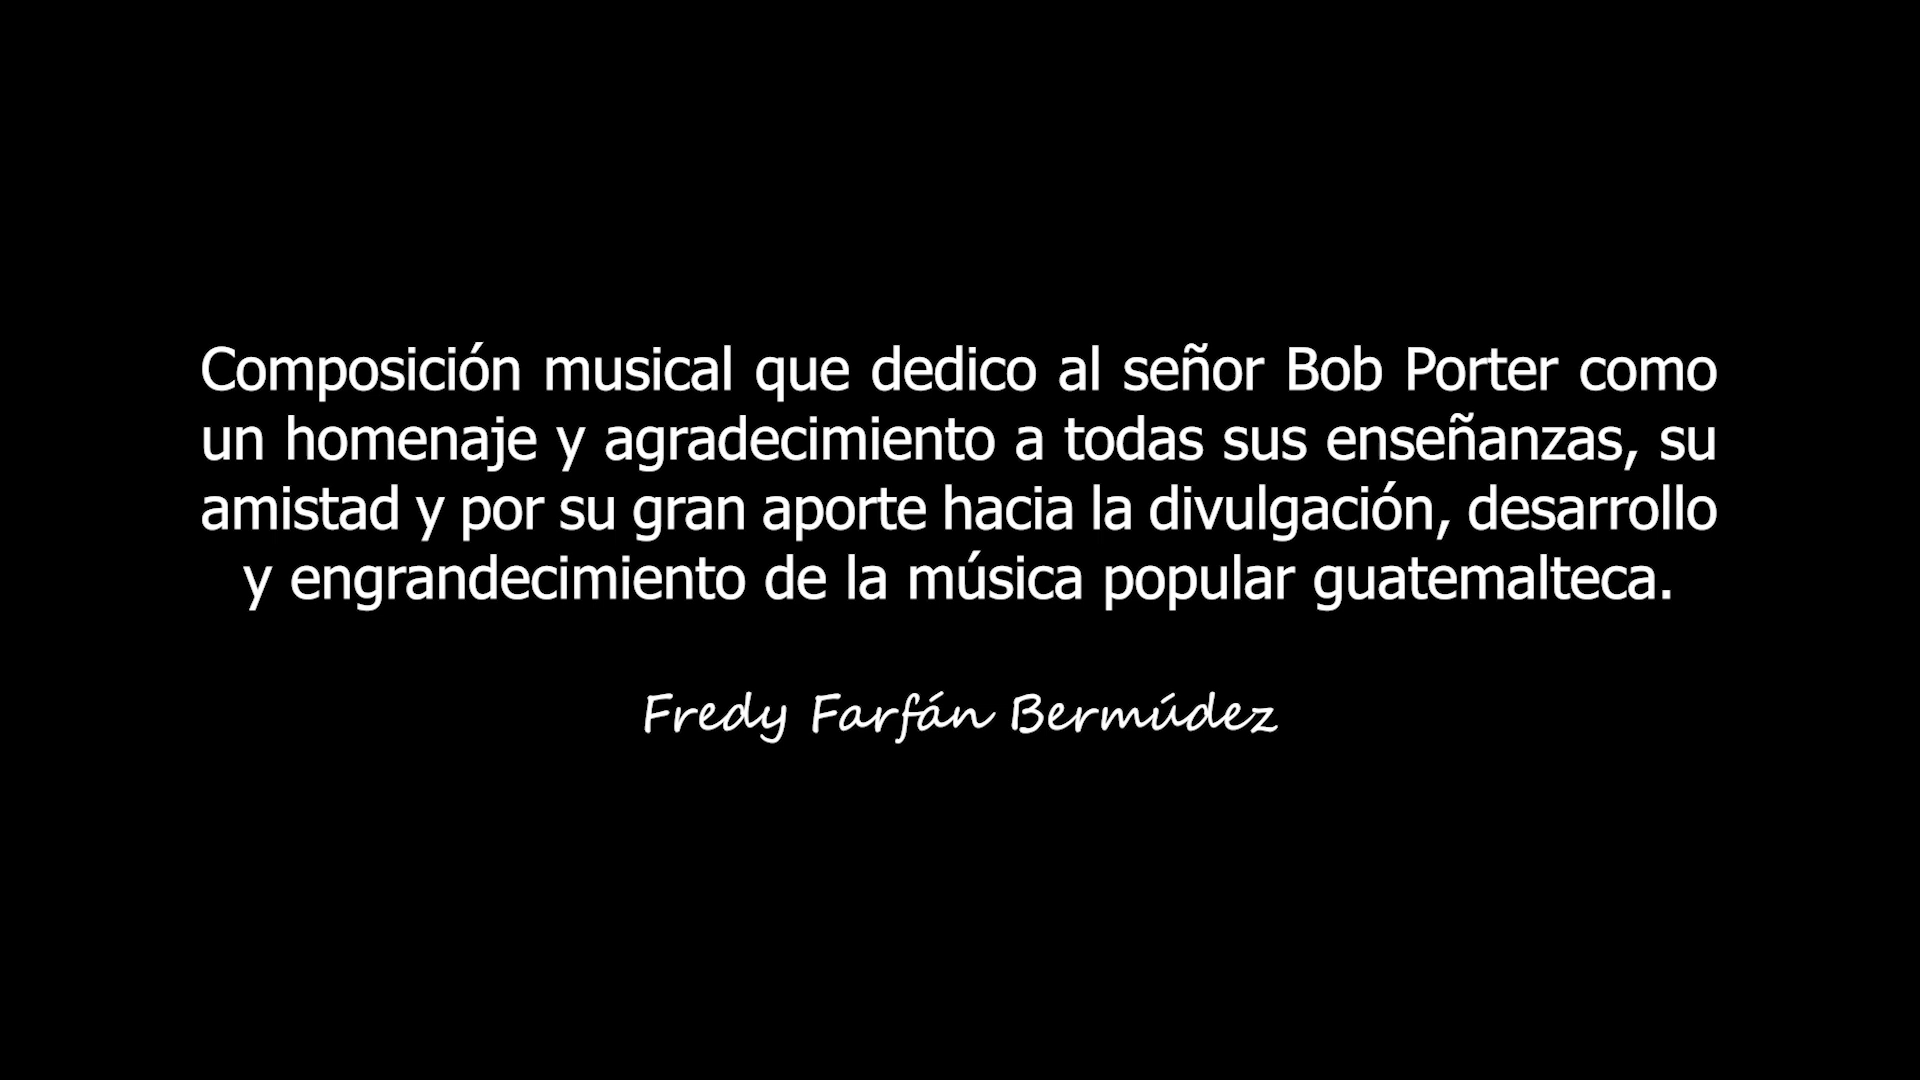 Composición musical que dedico al señor Bob Porter como
un homenaje y agradecimiento a todas sus enseñanzas, su
amistad y por su gran aporte hacia la divulgación, desarrollo
y engrandecimiento de la música popular guatemalteca.
Fredy Farfán Bermúdez